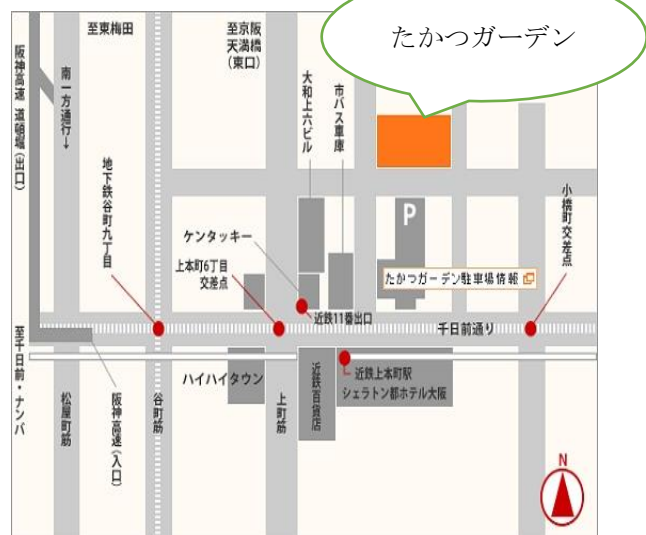 たかつガーデン
至東梅田
至京阪
天満橋
(東口)
阪神高速 道頓堀(出口)
南一方通行→
大和上六ビル
市バス車庫
地下鉄谷町九丁目
小橋町交差点
P
ケンタッキー
上本町6丁目
交差点
たかつガーデン駐車場情報
近鉄11番出口
千日前通り
至千日前・ナンバ
ハイハイタウン
近鉄百貨店
近鉄上本町駅
シェラトン都ホテル大阪
松屋町筋
阪神高速(入口)
谷町筋
上町筋
N